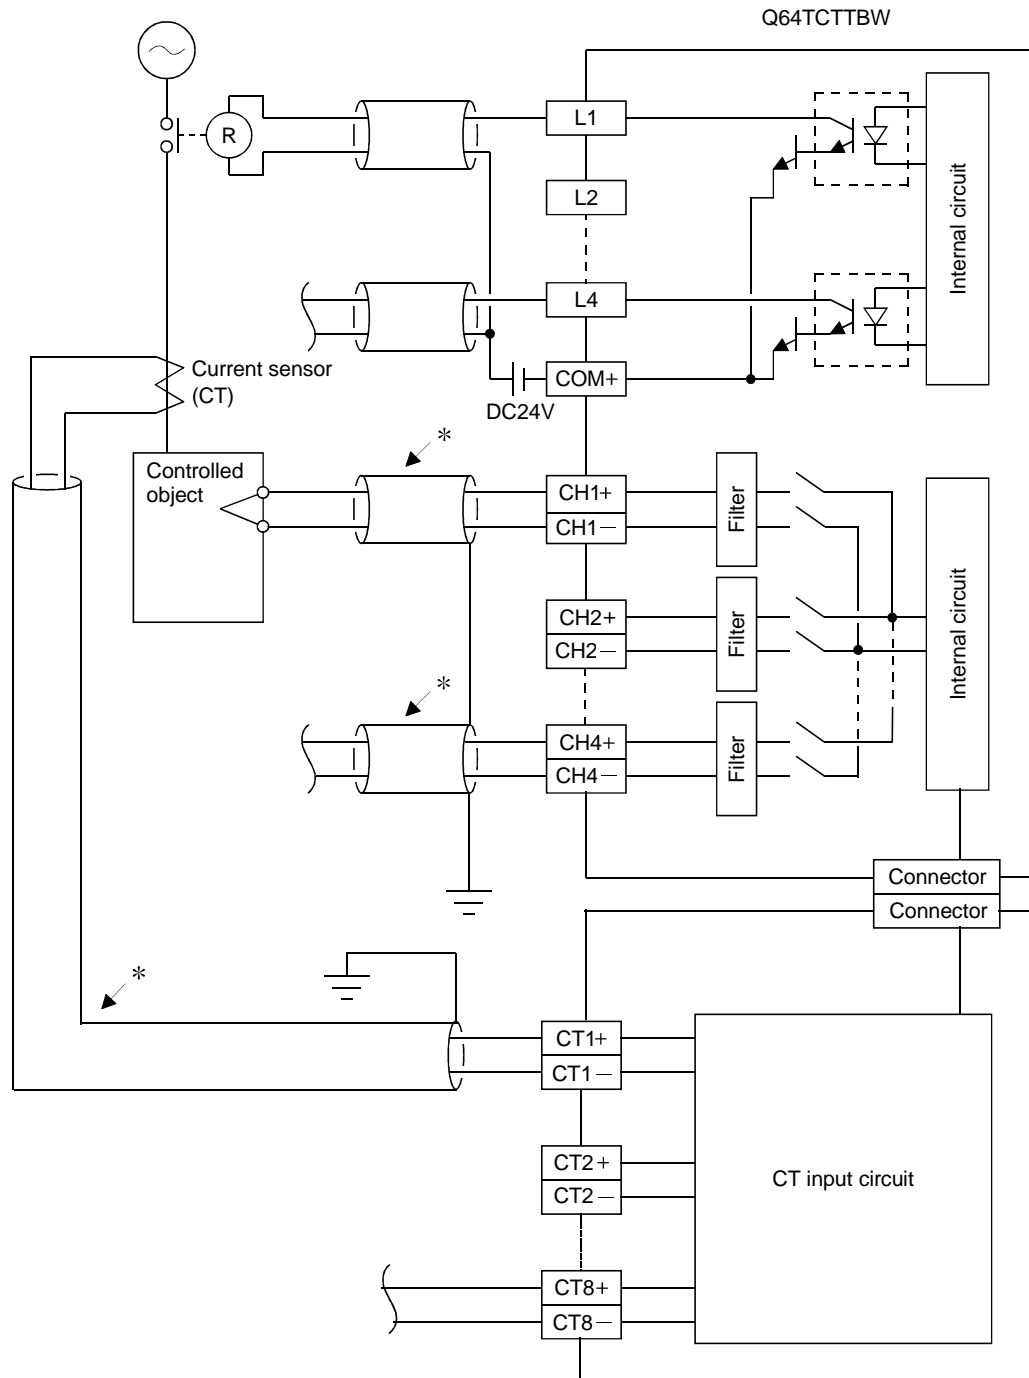 Q64TCTTBW
R
L1
L2
L4
COM+
DC24V
Internal circuit
Current sensor
(CT)
*
Controlled
object
CH1+
CH1−
CH2+
CH2−
*
CH4+
CH4−
Filter
Filter
Filter
Internal circuit
Connector
Connector
*
CT1+
CT1−
CT2+
CT2−
CT8+
CT8−
CT input circuit